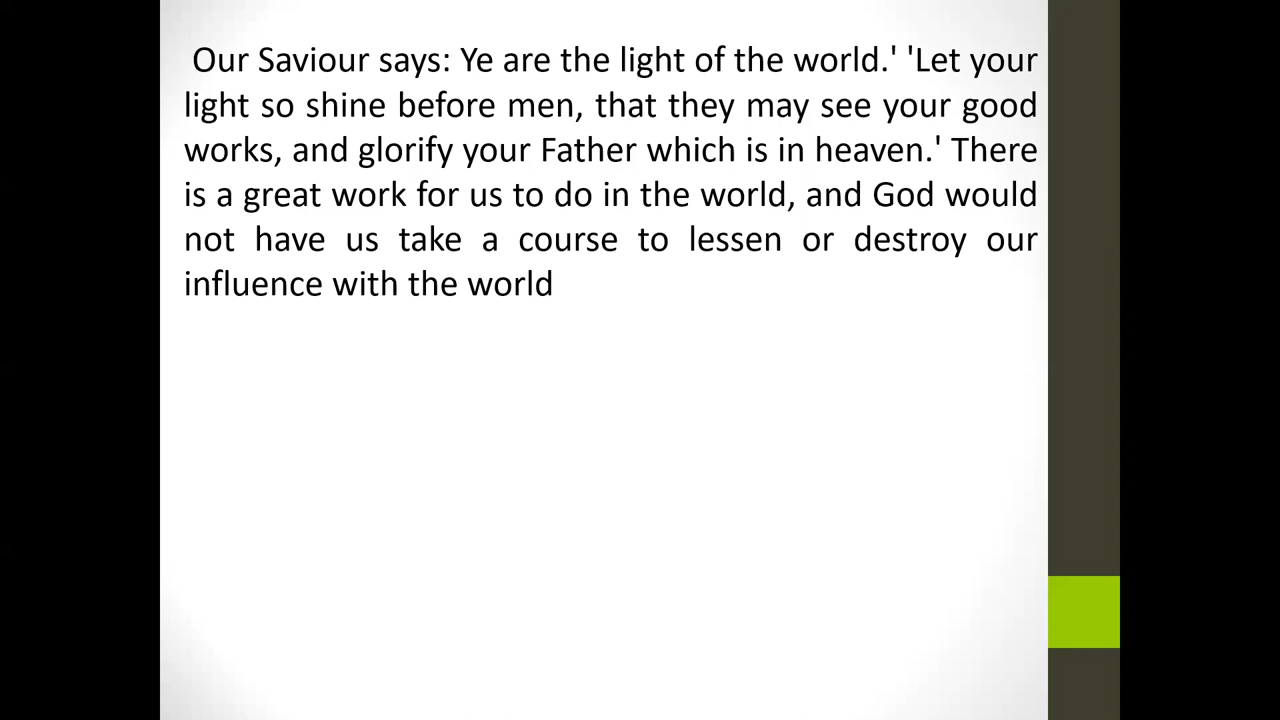 Our Saviour says: Ye are the light of the world.' 'Let your
light so shine before men, that they may see your good
works, and glorify your Father which is in heaven.' There
is a great work for us to do in the world, and God would
not have us take a course to lessen or destroy our
influence with the world